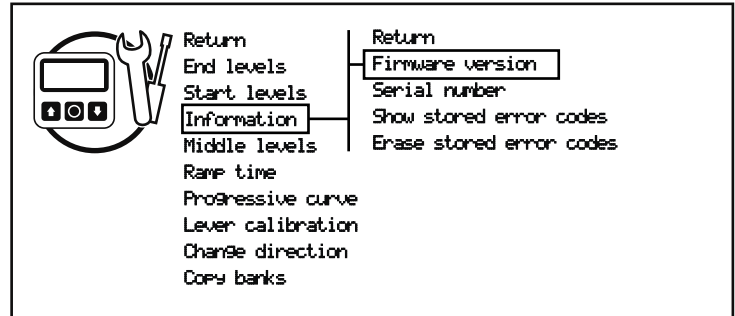 Return
End levels
Start levels
Information
Middle levels
Ramp time
Progressive curve
Lever calibration
Change direction
Copy banks
Return
Firmware version
Serial number
Show stored error codes
Erase stored error codes